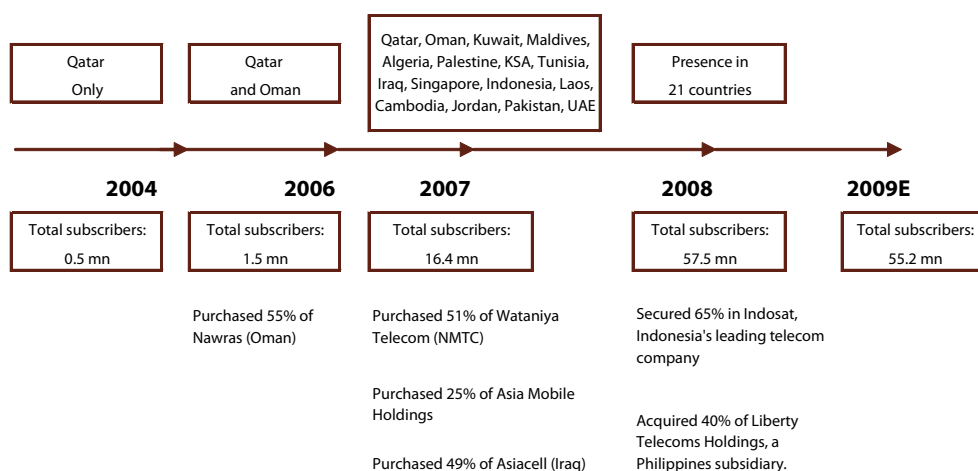 Qatar
Only
Qatar
and Oman
Qatar, Oman, Kuwait, Maldives,
Algeria, Palestine, KSA, Tunisia,
Iraq, Singapore, Indonesia, Laos,
Cambodia, Jordan, Pakistan, UAE
Presence in
21 countries
2004
2006
2007
2008
2009E
Total subscribers:
0.5 mn
Total subscribers:
1.5 mn
Total subscribers:
16.4 mn
Total subscribers:
57.5 mn
Total subscribers:
55.2 mn
Purchased 55% of
Nawras (Oman)
Purchased 51% of Wataniya
Telecom (NMTC)
Purchased 25% of Asia Mobile
Holdings
Purchased 49% of Asiacell (Iraq)
Secured 65% in Indosat,
Indonesia's leading telecom
company
Acquired 40% of Liberty
Telecoms Holdings, a
Philippines subsidiary.